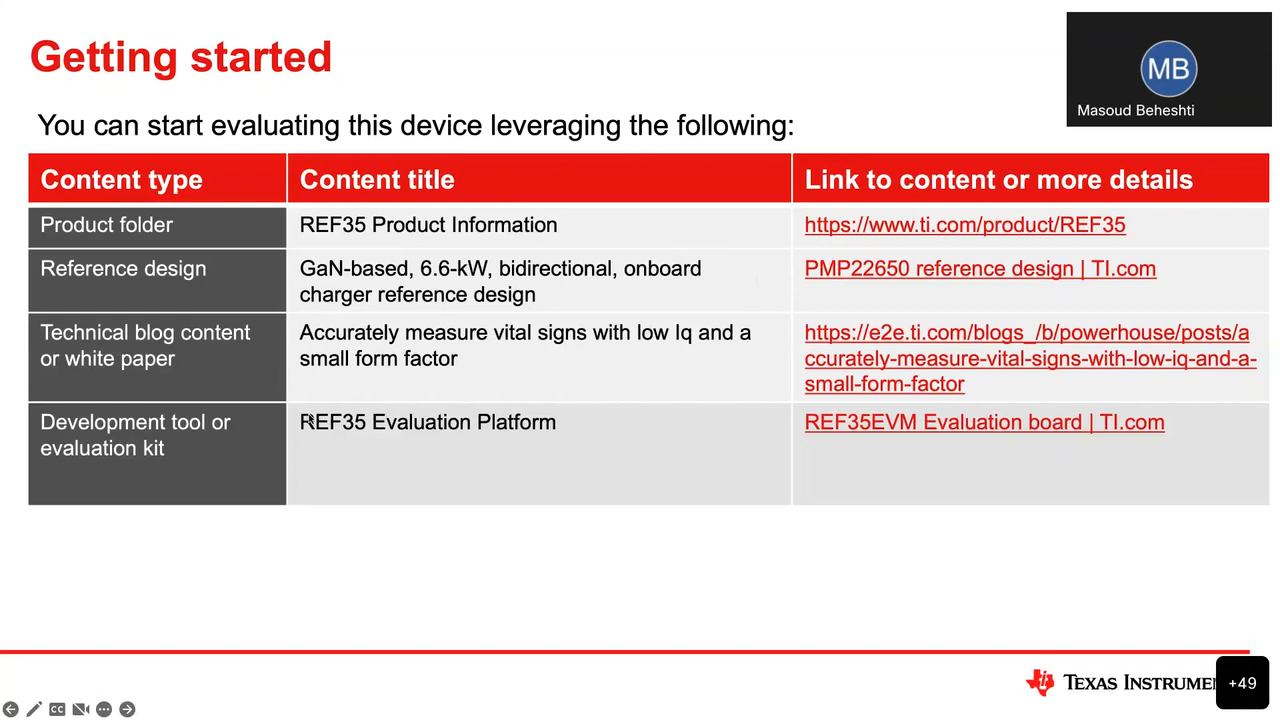 Getting started
MB
Masoud Beheshti
You can start evaluating this device leveraging the following:
Content type
Content title
Link to content or more details
Product folder
REF35 Product Information
https://www.ti.com/product/REF35
Reference design
GaN-based, 6.6-kW, bidirectional, onboard
charger reference design
PMP22650 reference design | TI.com
Technical blog content
or white paper
Accurately measure vital signs with low Iq and a
small form factor
https://e2e.ti.com/blogs_/b/powerhouse/posts/a
ccurately-measure-vital-signs-with-low-iq-and-a-
small-form-factor
Development tool or
evaluation kit
REF35 Evaluation Platform
REF35EVM Evaluation board | TI.com
TEXAS
+49
CC